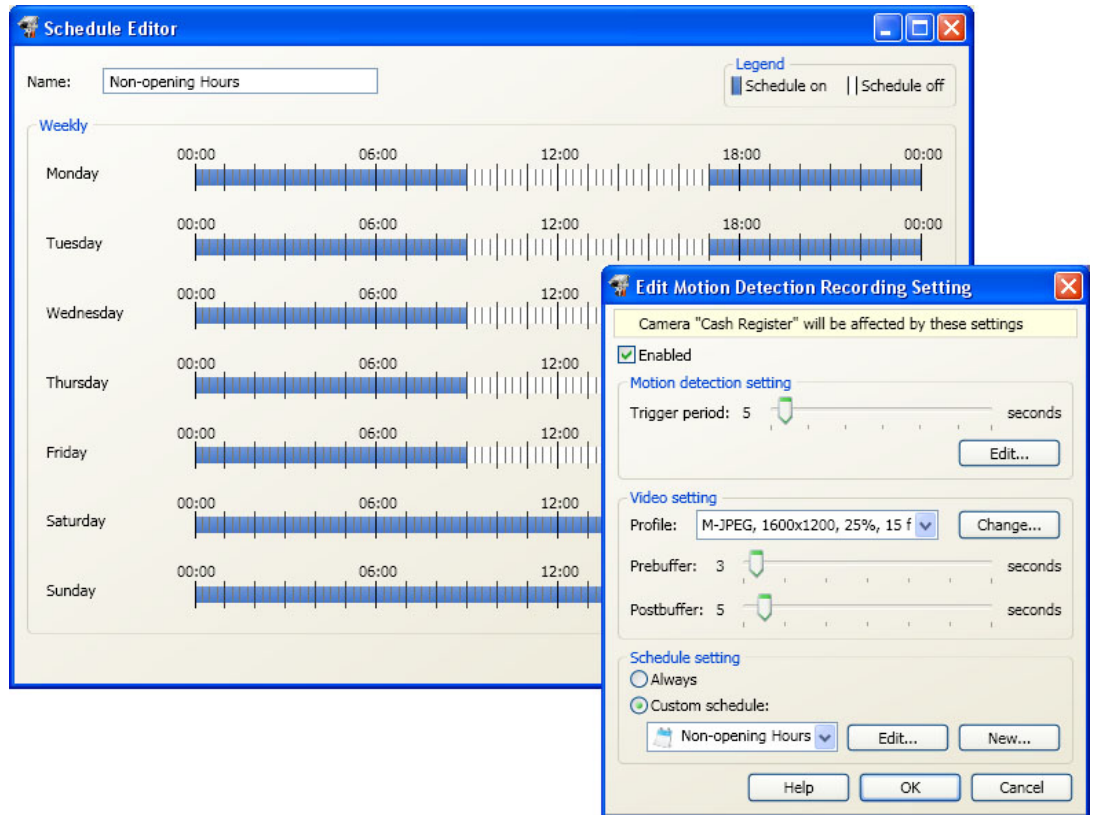 Schedule Editor
Name: Non-opening Hours
Legend
Schedule on Schedule off
Weekly
00:00 06:00 12:00 18:00 00:00
Monday
00:00 06:00 12:00 18:00 00:00
Tuesday
00:00 06:00 12:00
Wednesday
00:00 06:00 12:00
Thursday
00:00 06:00 12:00
Friday
00:00 06:00 12:00
Saturday
00:00 06:00 12:00
Sunday
Edit Motion Detection Recording Setting
Camera "Cash Register" will be affected by these settings
Enabled
Motion detection setting
Trigger period: 5 seconds
Edit...
Video setting
Profile: M-JPEG, 1600x1200, 25%, 15 f Change...
Prebuffer: 3 seconds
Postbuffer: 5 seconds
Schedule setting
Always
Custom schedule:
Non-opening Hours Edit... New...
Help OK Cancel